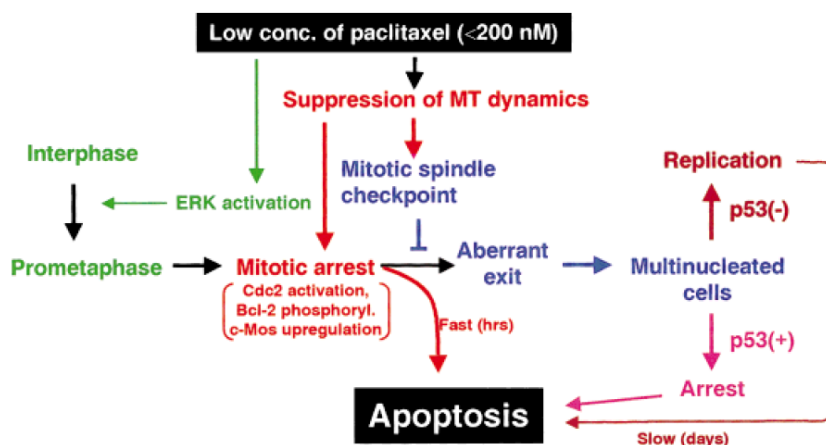 Low conc. of paclitaxel (<200 nM)
Suppression of MT dynamics
Interphase
Mitotic spindle
checkpoint
Replication
ERK activation
p53(-)
Prometaphase
Mitotic arrest
Aberrant
exit
Multinucleated
cells
Cdc2 activation,
Bcl-2 phosphoryl.
c-Mos upregulation
Fast (hrs)
p53(+)
Arrest
Apoptosis
Slow (days)